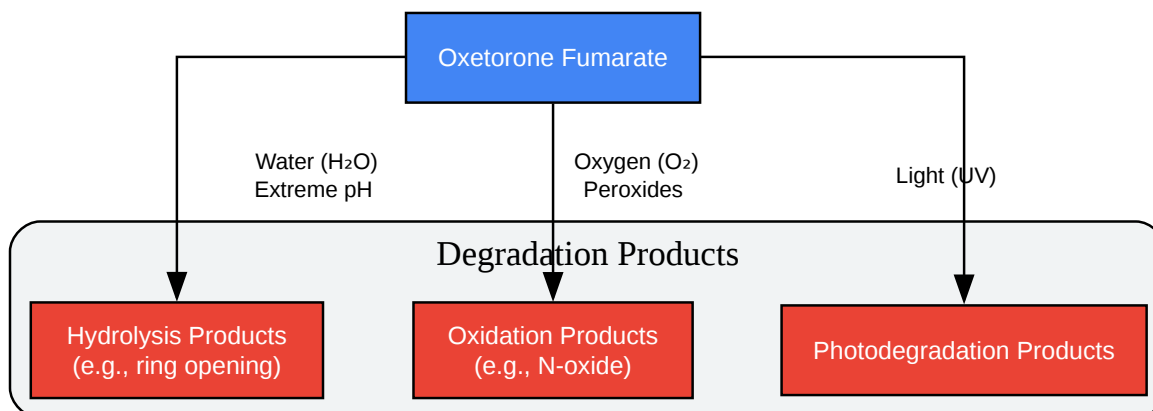 Oxetorone Fumarate
Water (H₂O)
Extreme pH
Oxygen (O₂)
Peroxides
Light (UV)
Degradation Products
Hydrolysis Products
(e.g., ring opening)
Oxidation Products
(e.g., N-oxide)
Photodegradation Products